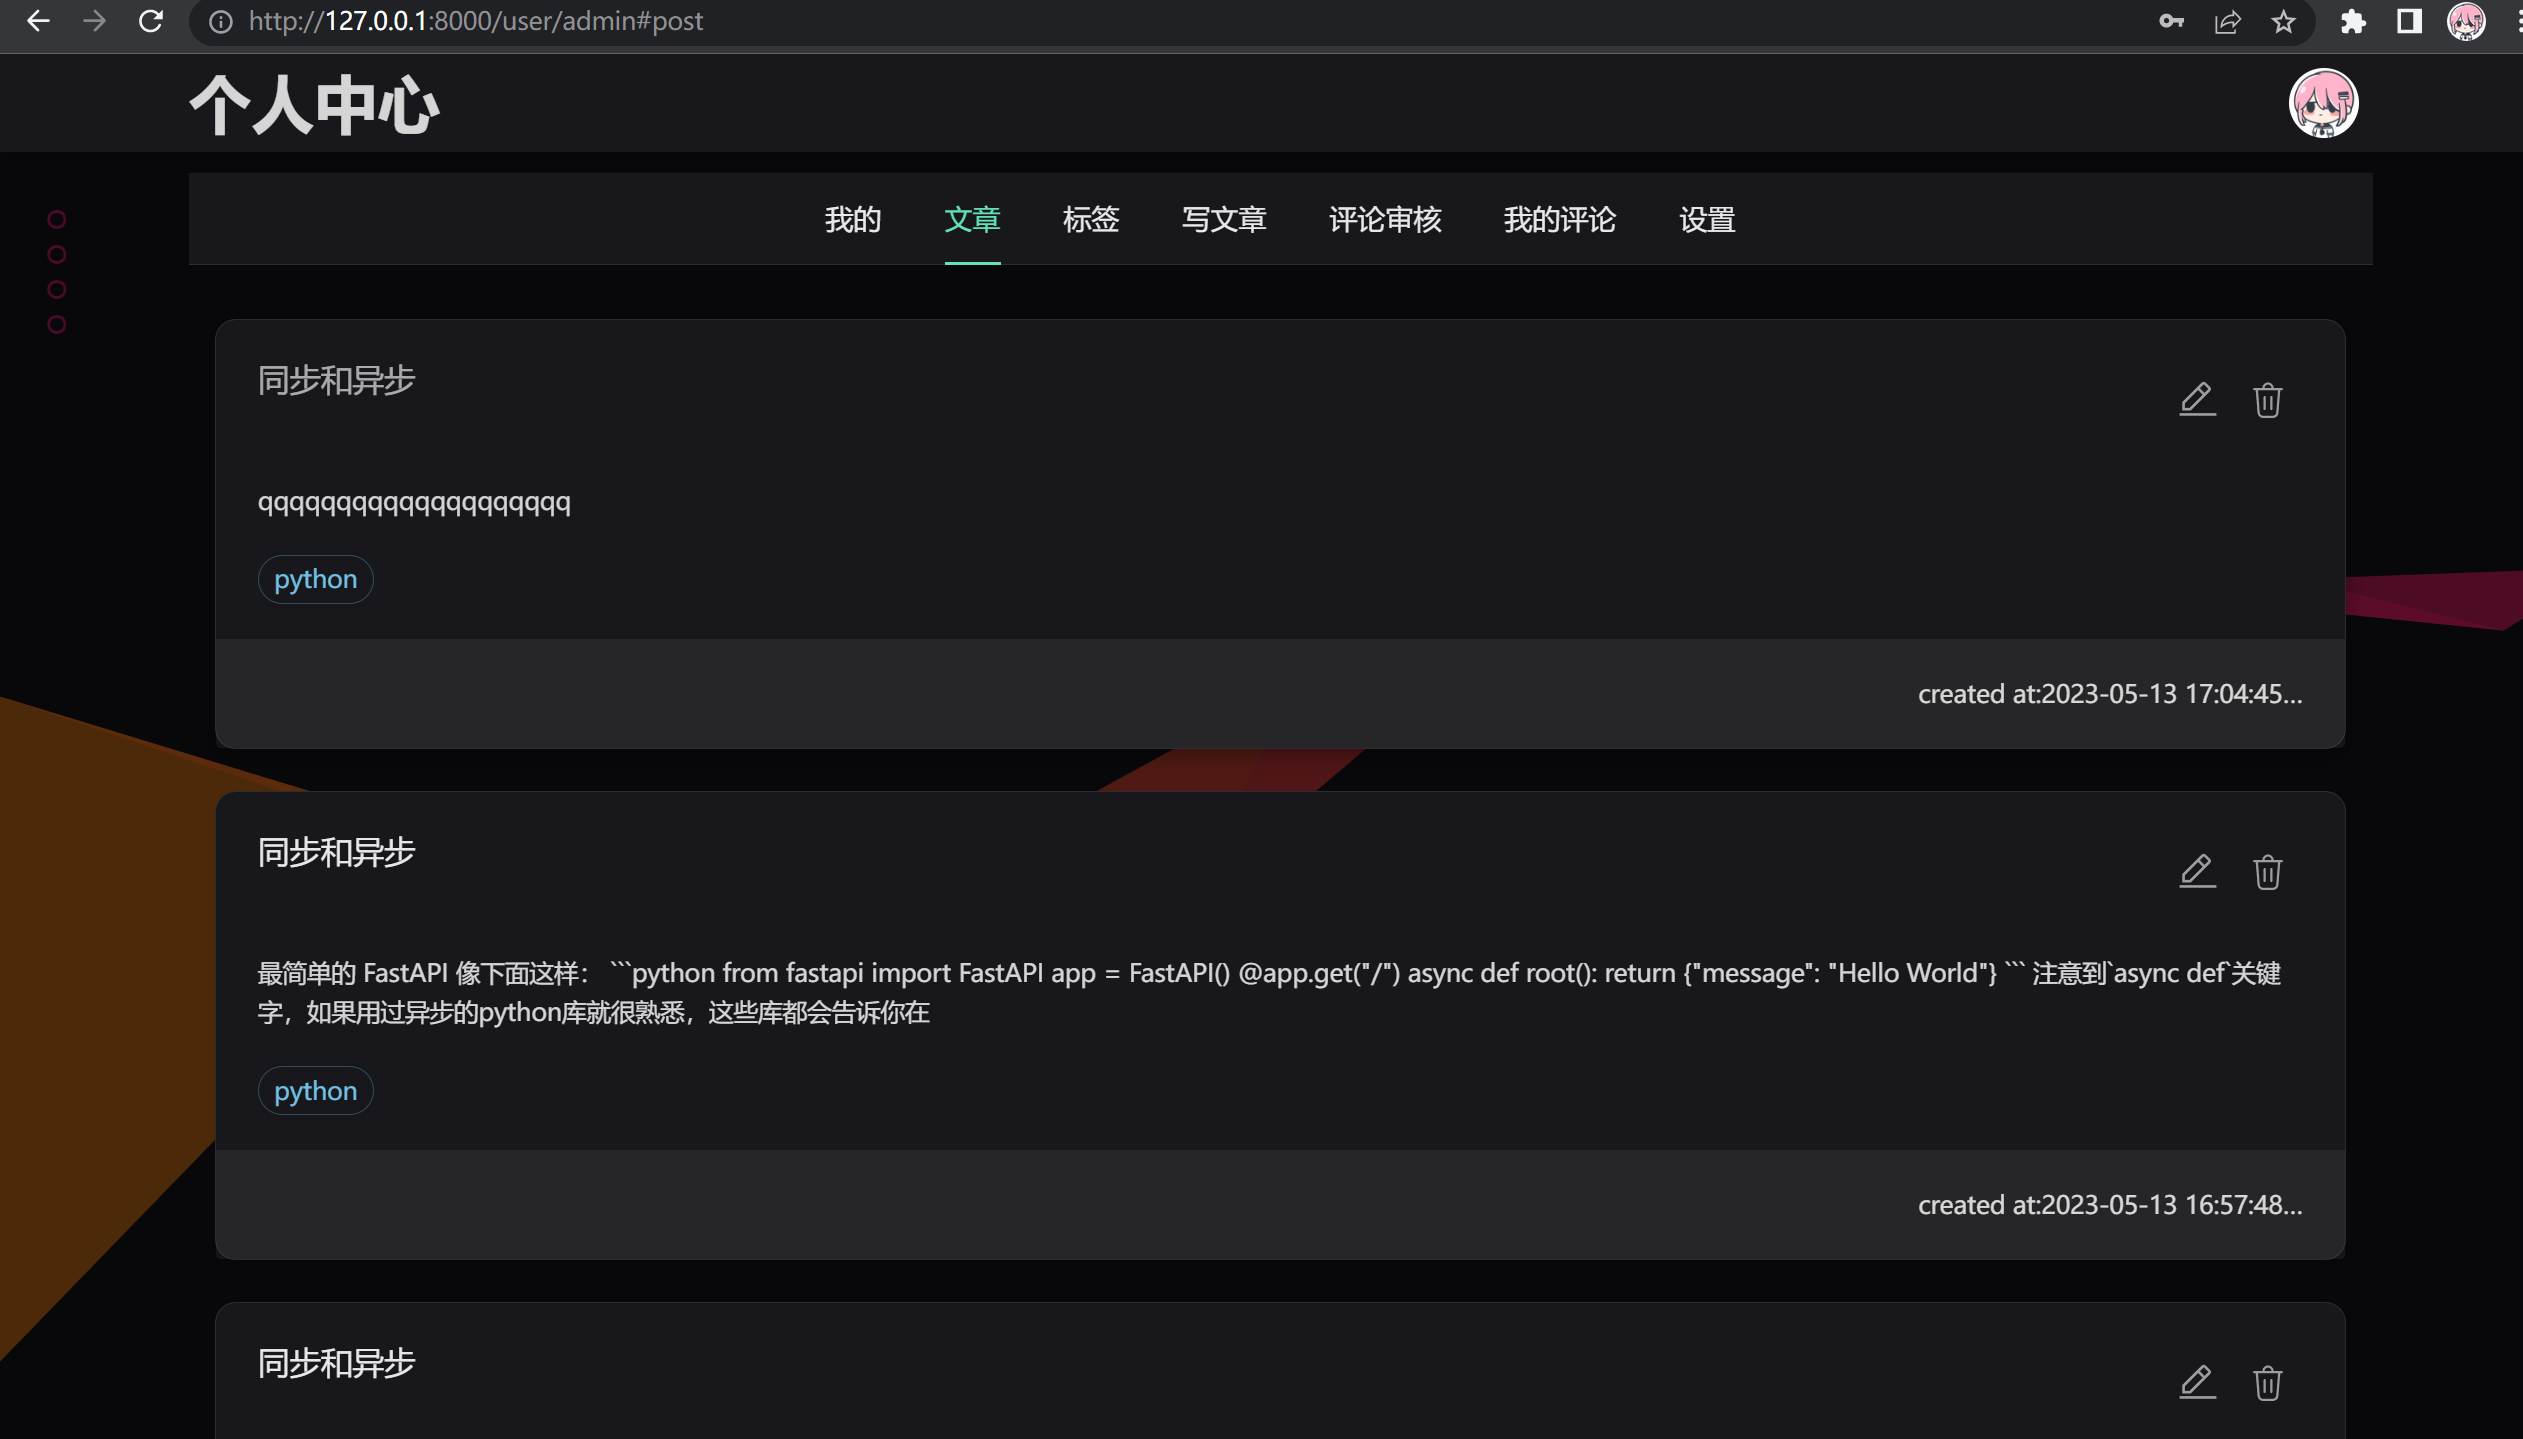 http://127.0.0.1:8000/user/admin#post
个人中心
我的 文章 标签 写文章 评论审核 我的评论 设置
同步和异步
qqqqqqqqqqqqqqqqqqqq
python
created at:2023-05-13 17:04:45...
同步和异步
最简单的 FastAPI 像下面这样： ```python from fastapi import FastAPI app = FastAPI() @app.get("/") async def root(): return {"message": "Hello World"} ``` 注意到`async def`关键
字，如果用过异步的python库就很熟悉，这些库都会告诉你在
python
created at:2023-05-13 16:57:48...
同步和异步